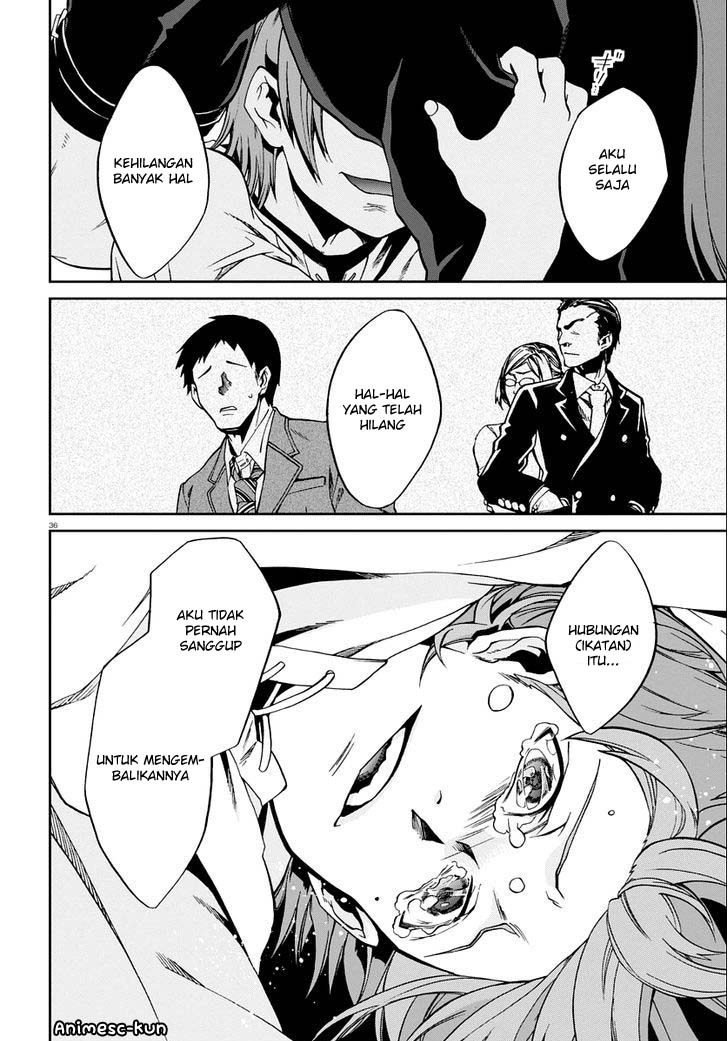 AKU
SELALU
SAJA
KEHILANGAN
BANYAK HAL
HAL-HAL
YANG TELAH
HILANG
36
HUBUNGAN
(IKATAN)
ITU...
AKU TIDAK
PERNAH
SANGGUP
UNTUK MENGEM-
BALIKANNYA
Animesc-kun